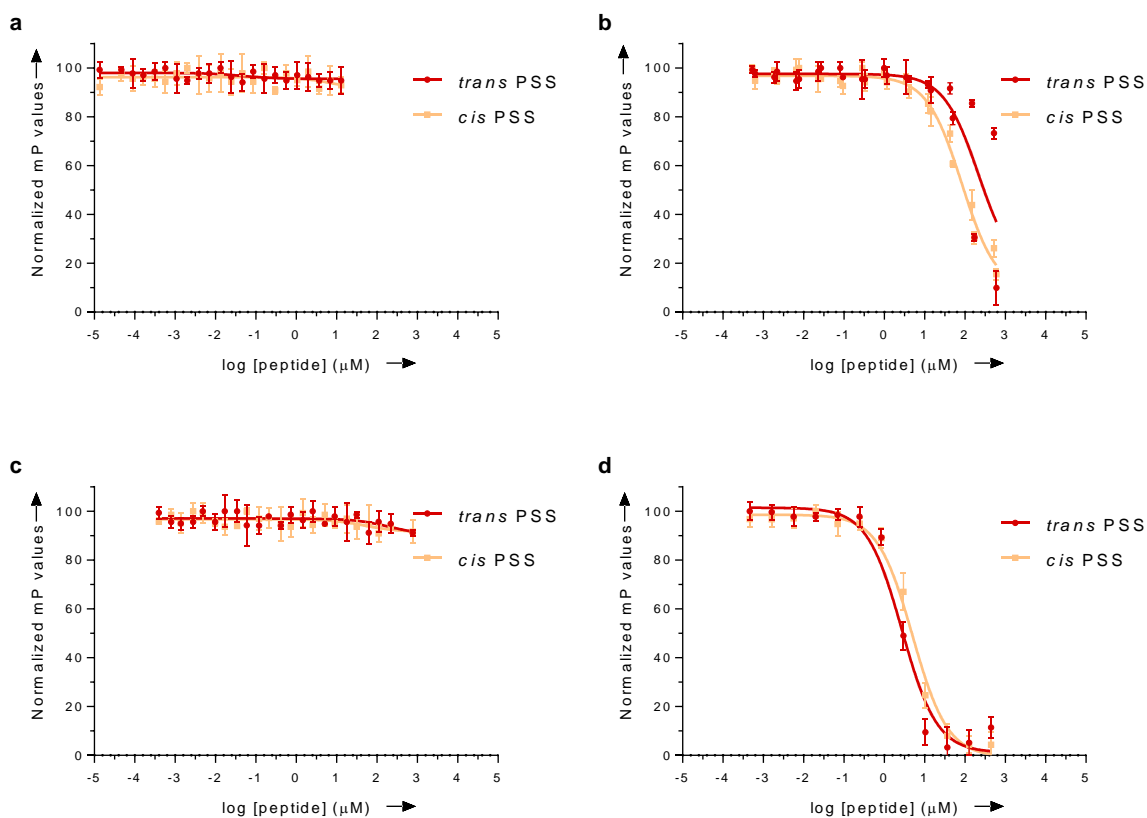 a
Normalized mP values
100
80
60
40
20
0
-5 -4 -3 -2 -1 0 1 2 3 4 5
log [peptide] (μM)
trans PSS
cis PSS
b
Normalized mP values
100
80
60
40
20
0
-5 -4 -3 -2 -1 0 1 2 3 4 5
log [peptide] (μM)
trans PSS
cis PSS
c
Normalized mP values
100
80
60
40
20
0
-5 -4 -3 -2 -1 0 1 2 3 4 5
log [peptide] (μM)
trans PSS
cis PSS
d
Normalized mP values
100
80
60
40
20
0
-5 -4 -3 -2 -1 0 1 2 3 4 5
log [peptide] (μM)
trans PSS
cis PSS